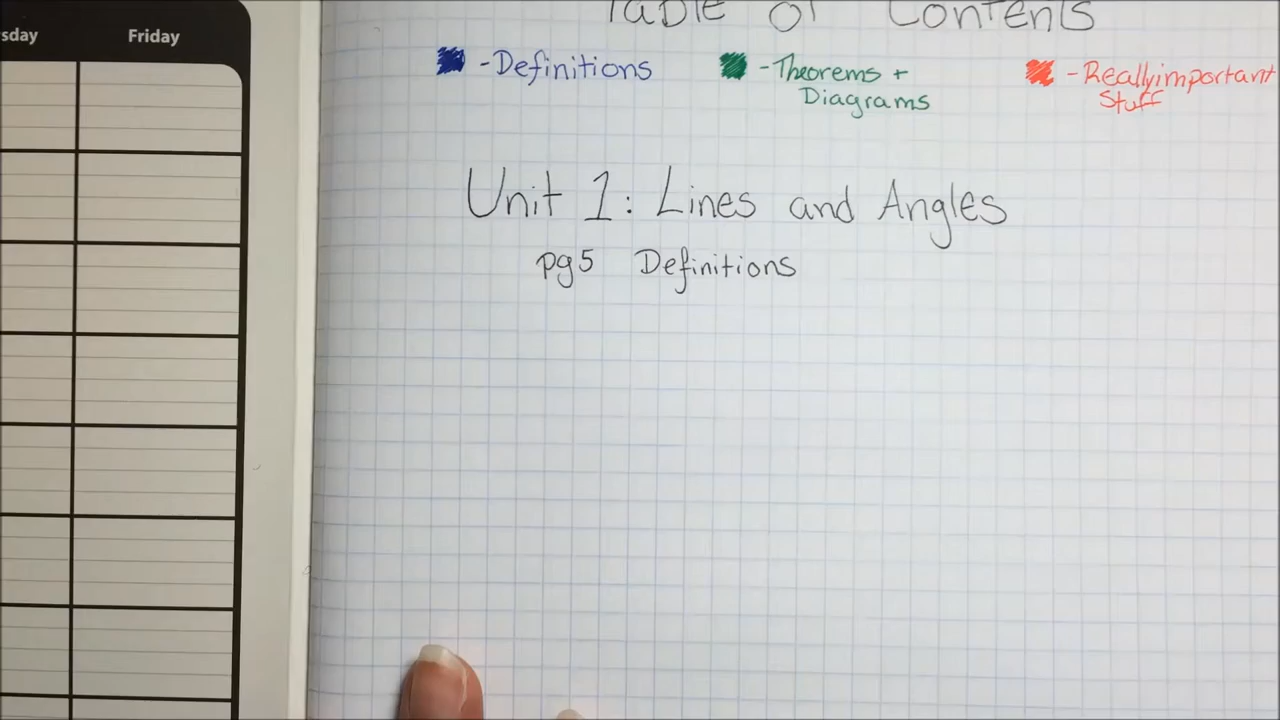 sday Friday
Table of Contents
-Definitions
-Theorems +
Diagrams
-Really important
Stuff
Unit 1: Lines and Angles
pg5 Definitions